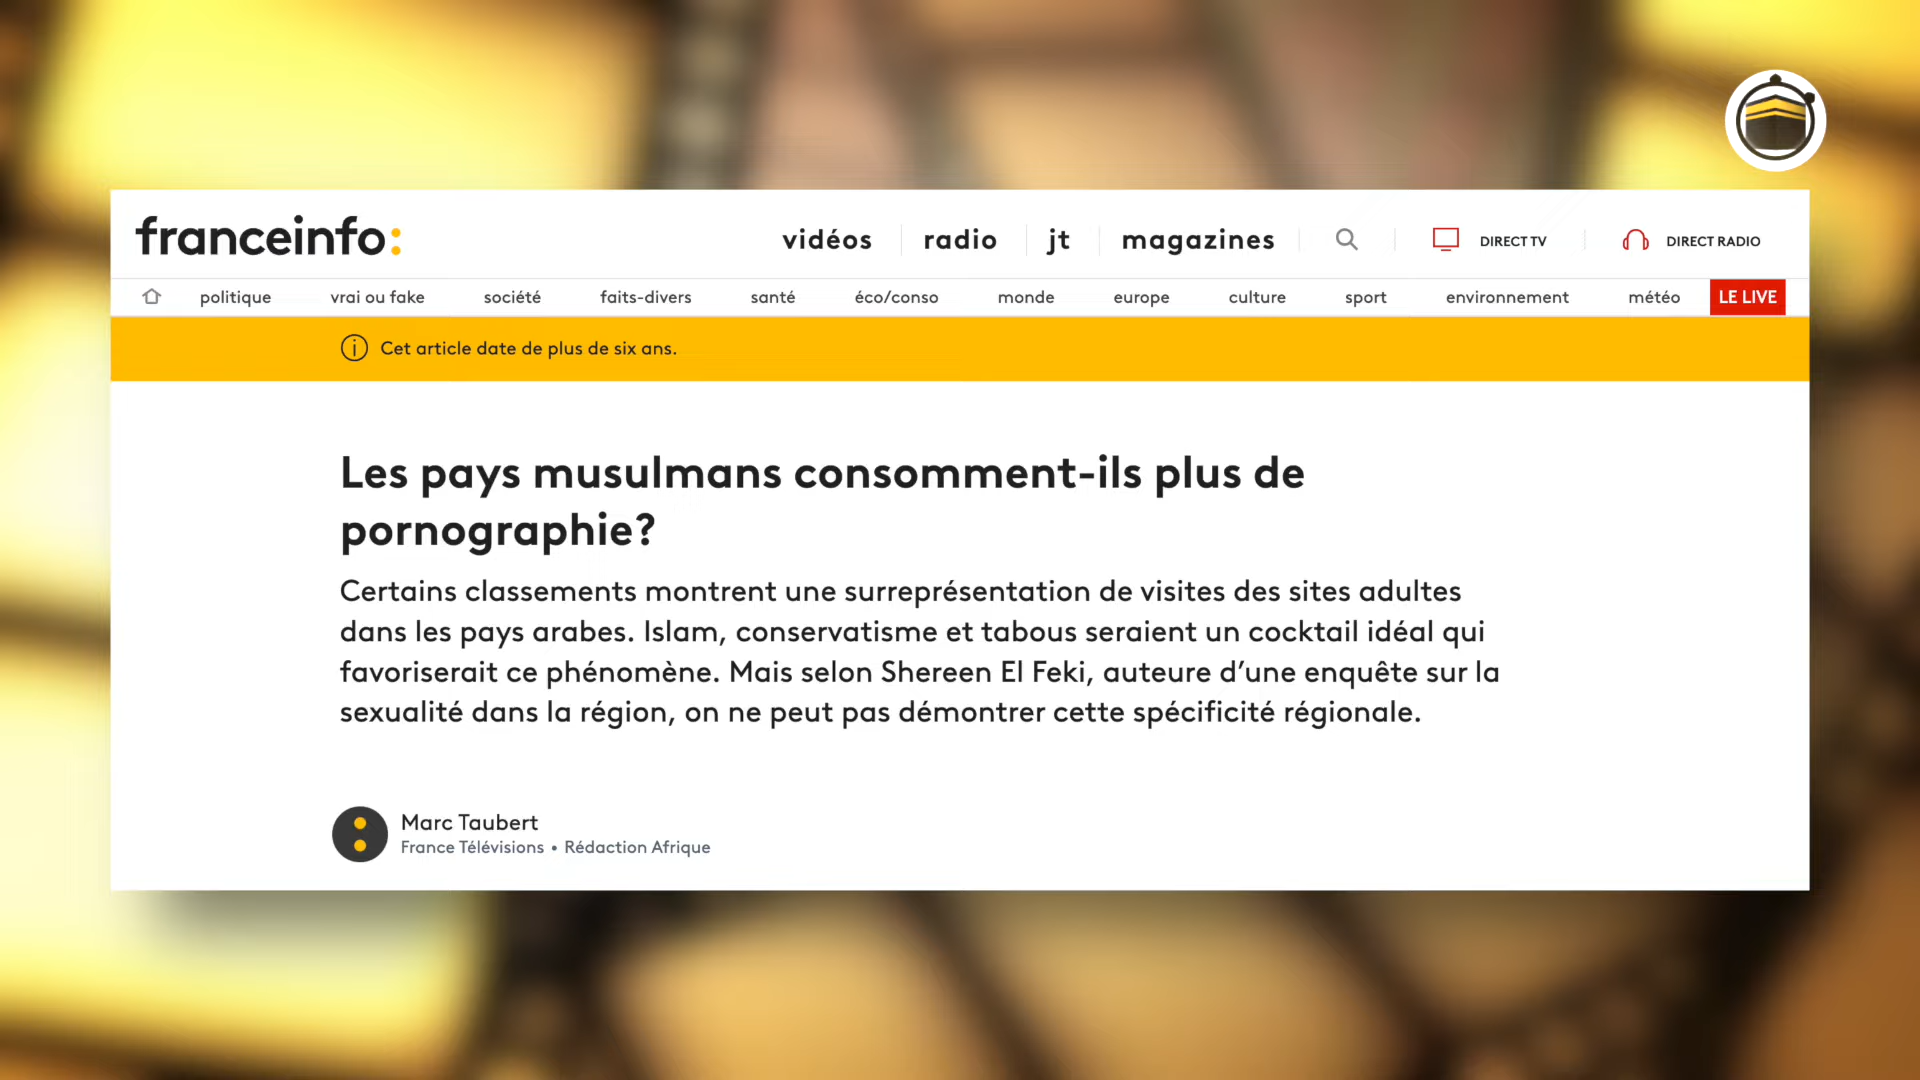 franceinfo:
vidéos radio jt magazines DIRECT TV DIRECT RADIO
politique vrai ou fake société faits-divers santé éco/conso monde europe culture sport environnement météo LE LIVE
Cet article date de plus de six ans.
Les pays musulmans consomment-ils plus de
pornographie?
Certains classements montrent une surreprésentation de visites des sites adultes
dans les pays arabes. Islam, conservatisme et tabous seraient un cocktail idéal qui
favoriserait ce phénomène. Mais selon Shereen El Feki, auteure d’une enquête sur la
sexualité dans la région, on ne peut pas démontrer cette spécificité régionale.
Marc Taubert
France Télévisions • Rédaction Afrique